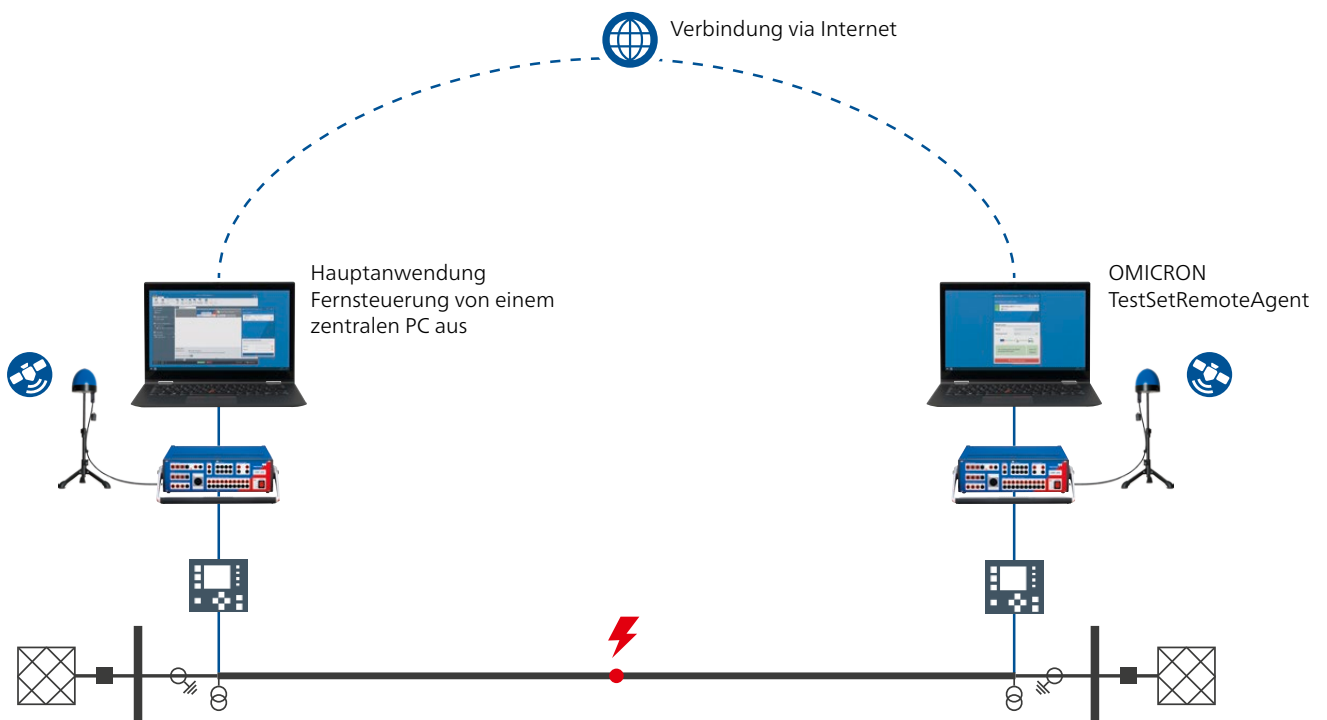 Verbindung via Internet
Hauptanwendung
Fernsteuerung von einem
zentralen PC aus
OMICRON
TestSetRemoteAgent